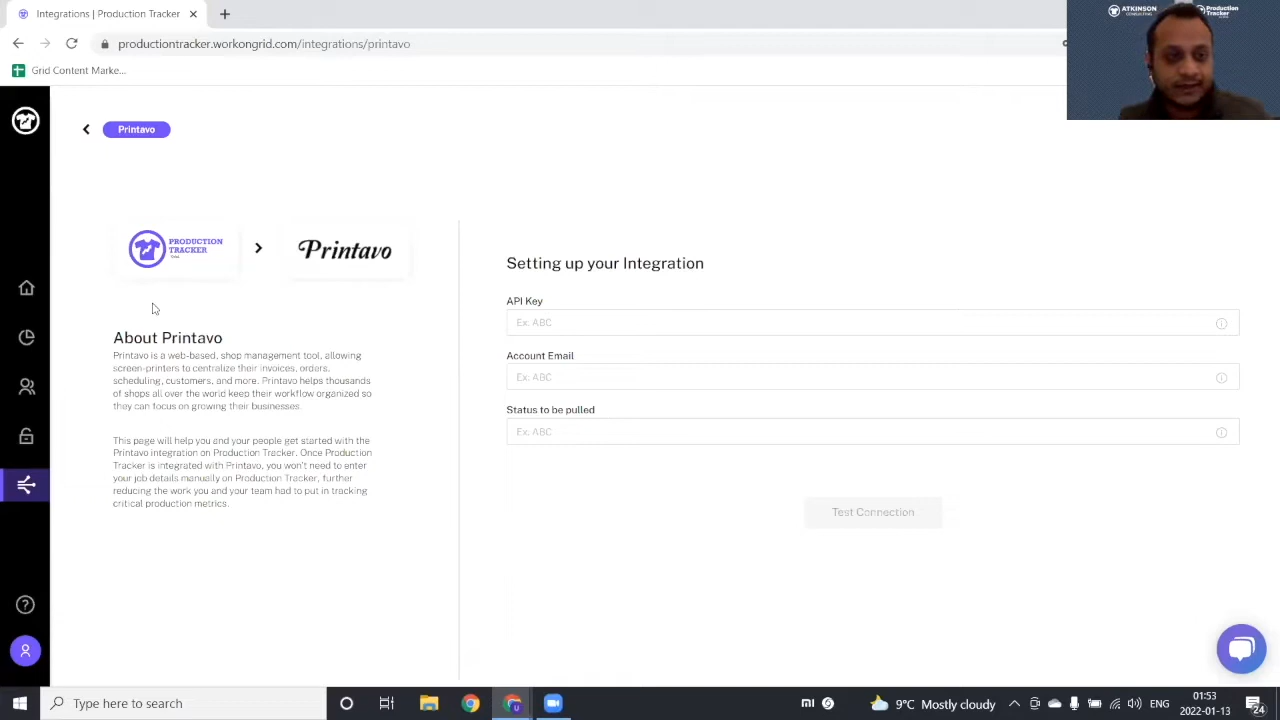 Integrations | Production Tracker
productiontracker.workongrid.com/integrations/printavo
Grid Content Marke...
ATKINSON
CONSULTING
Production
Tracker
Printavo
PRODUCTION
TRACKER
Printavo
About Printavo
Printavo is a web-based, shop management tool, allowing
screen-printers to centralize their invoices, orders,
scheduling, customers, and more. Printavo helps thousands
of shops all over the world keep their workflow organized so
they can focus on growing their businesses.
This page will help you and your people get started with the
Printavo integration on Production Tracker. Once Production
Tracker is integrated with Printavo, you won't need to enter
your job details manually on Production Tracker, further
reducing the work you and your team had to put in tracking
critical production metrics.
Setting up your Integration
API Key
Ex: ABC
Account Email
Ex: ABC
Status to be pulled
Ex: ABC
Test Connection
Type here to search
9°C Mostly cloudy
ENG
01:53
2022-01-13
24